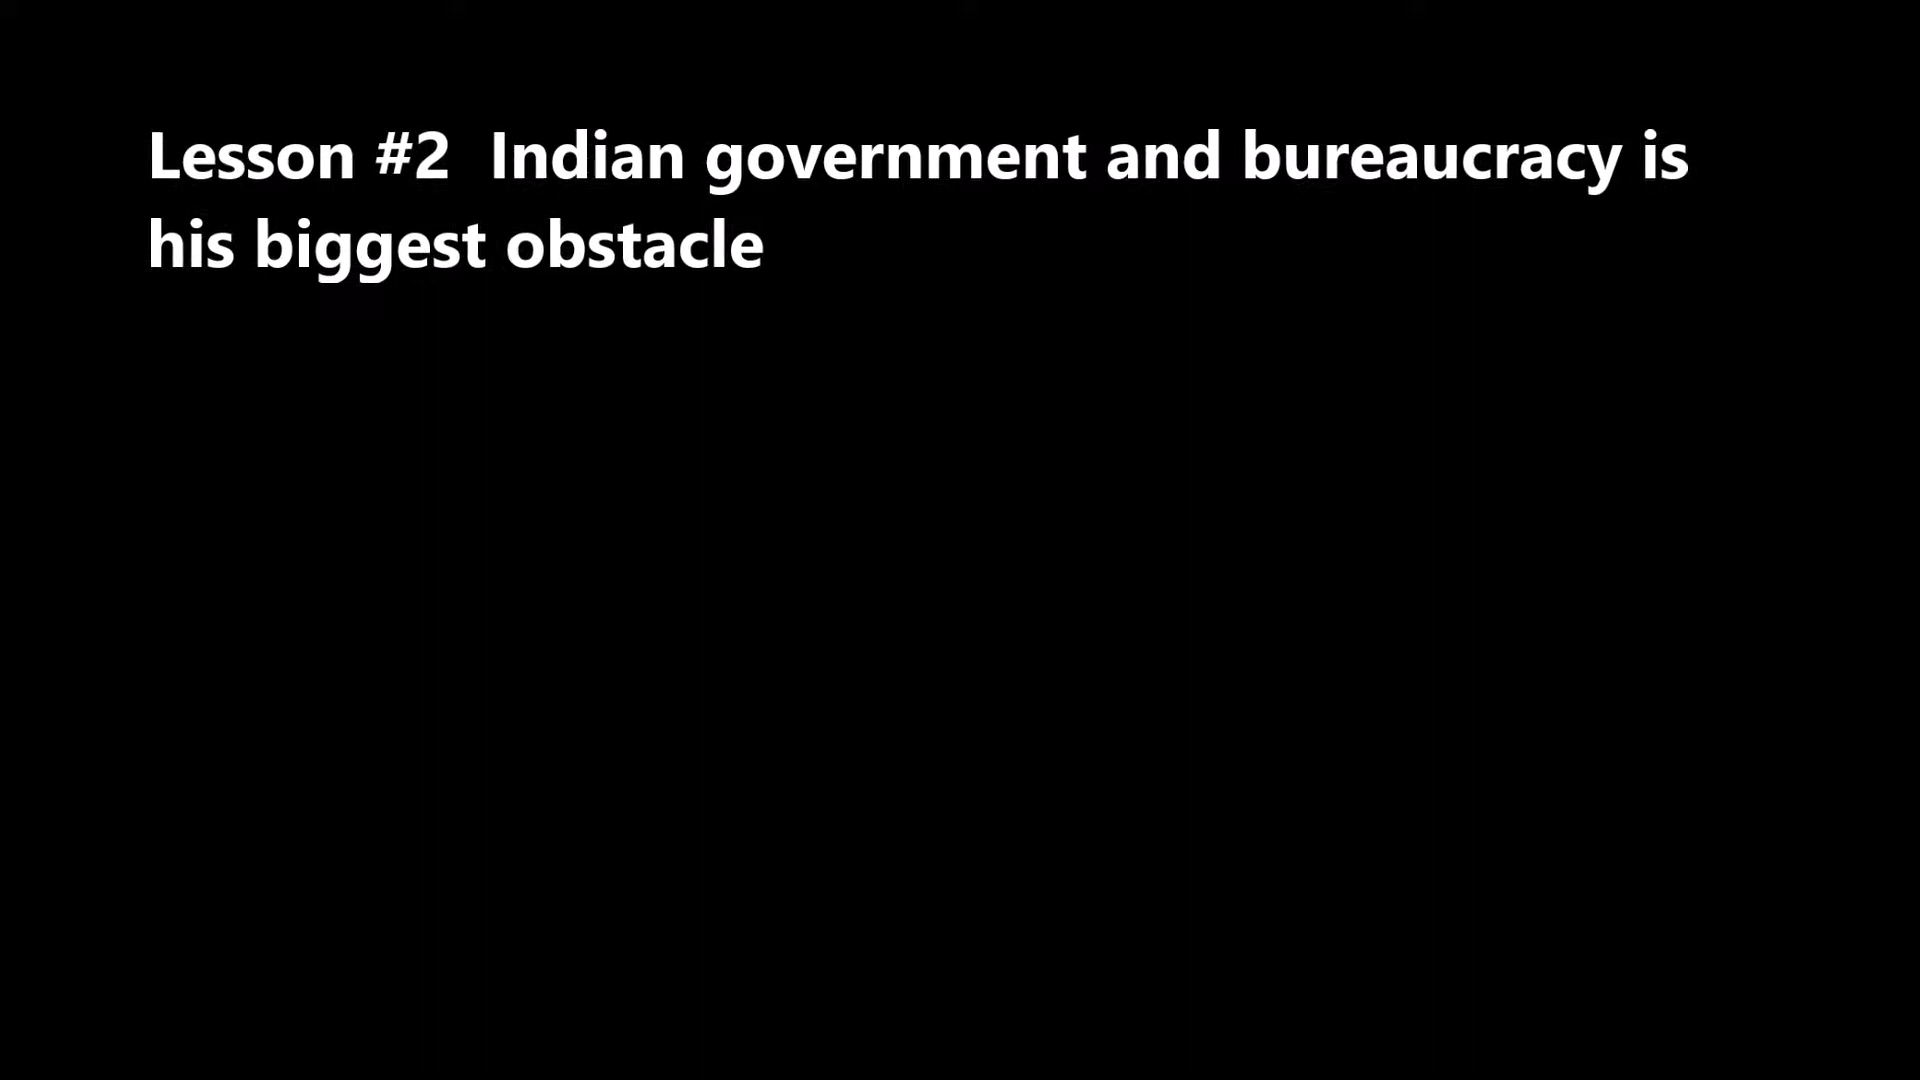 Lesson #2  Indian government and bureaucracy is
his biggest obstacle